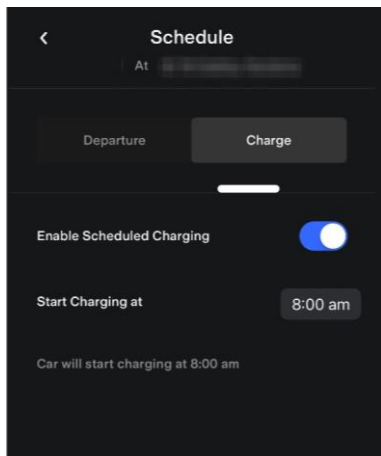 Schedule
At
Departure
Charge
Enable Scheduled Charging
Start Charging at
8:00 am
Car will start charging at 8:00 am